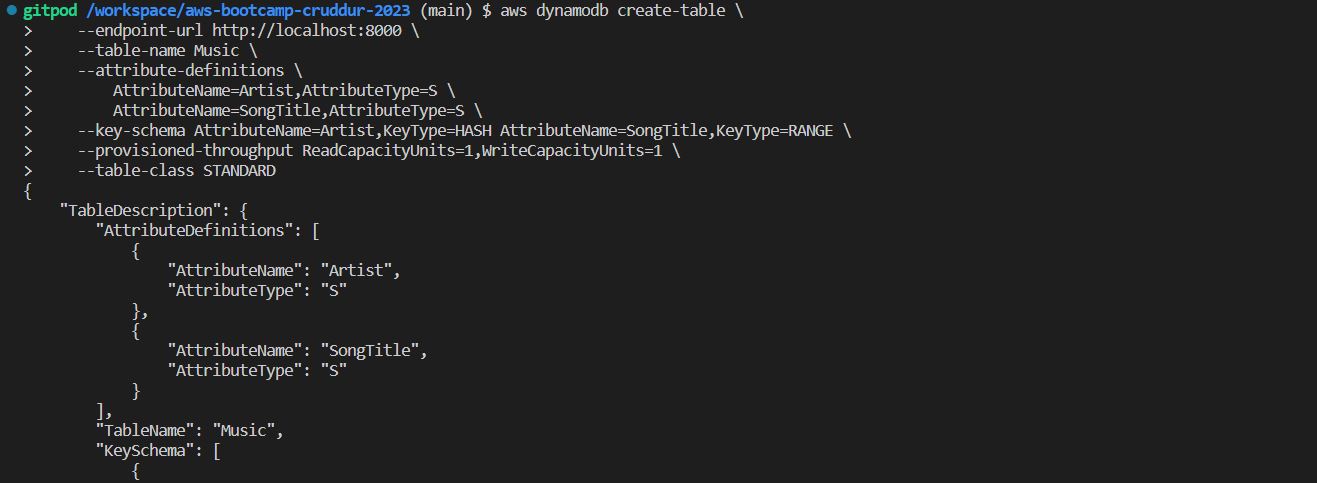 gitpod /workspace/aws-bootcamp-cruddur-2023 (main) $ aws dynamodb create-table \
>     --endpoint-url http://localhost:8000 \
>     --table-name Music \
>     --attribute-definitions \
>         AttributeName=Artist,AttributeType=S \
>         AttributeName=SongTitle,AttributeType=S \
>     --key-schema AttributeName=Artist,KeyType=HASH AttributeName=SongTitle,KeyType=RANGE \
>     --provisioned-throughput ReadCapacityUnits=1,WriteCapacityUnits=1 \
>     --table-class STANDARD
{
    "TableDescription": {
        "AttributeDefinitions": [
            {
                "AttributeName": "Artist",
                "AttributeType": "S"
            },
            {
                "AttributeName": "SongTitle",
                "AttributeType": "S"
            }
        ],
        "TableName": "Music",
        "KeySchema": [
            {